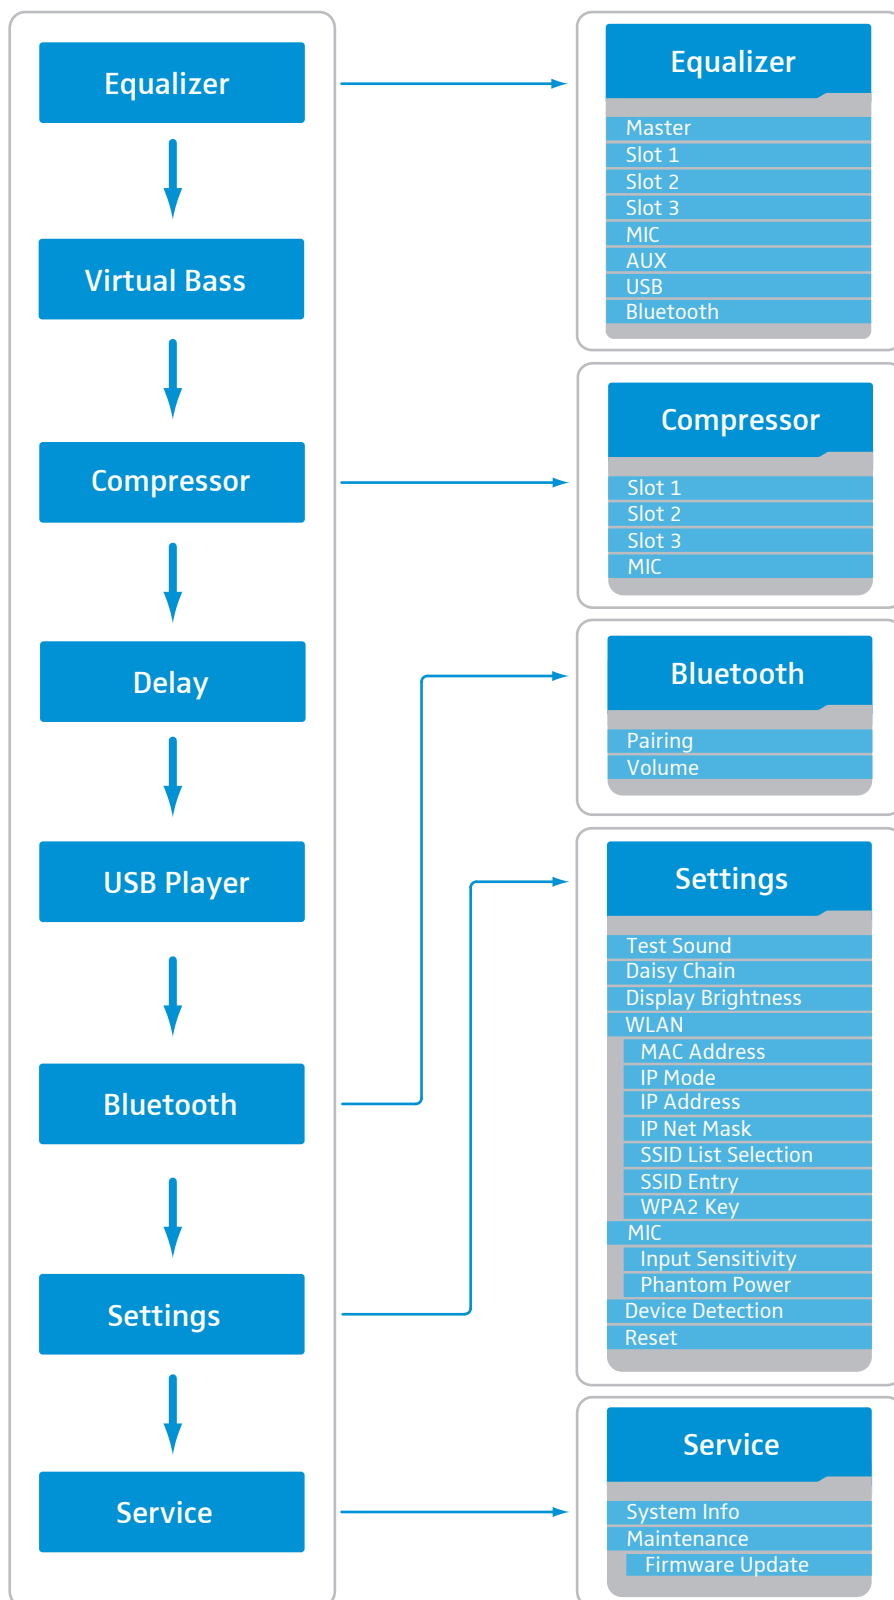 Equalizer
Virtual Bass
Compressor
Delay
USB Player
Bluetooth
Settings
Service
Equalizer
Master
Slot 1
Slot 2
Slot 3
MIC
AUX
USB
Bluetooth
Compressor
Slot 1
Slot 2
Slot 3
MIC
Bluetooth
Pairing
Volume
Settings
Test Sound
Daisy Chain
Display Brightness
WLAN
MAC Address
IP Mode
IP Address
IP Net Mask
SSID List Selection
SSID Entry
WPA2 Key
MIC
Input Sensitivity
Phantom Power
Device Detection
Reset
Service
System Info
Maintenance
Firmware Update